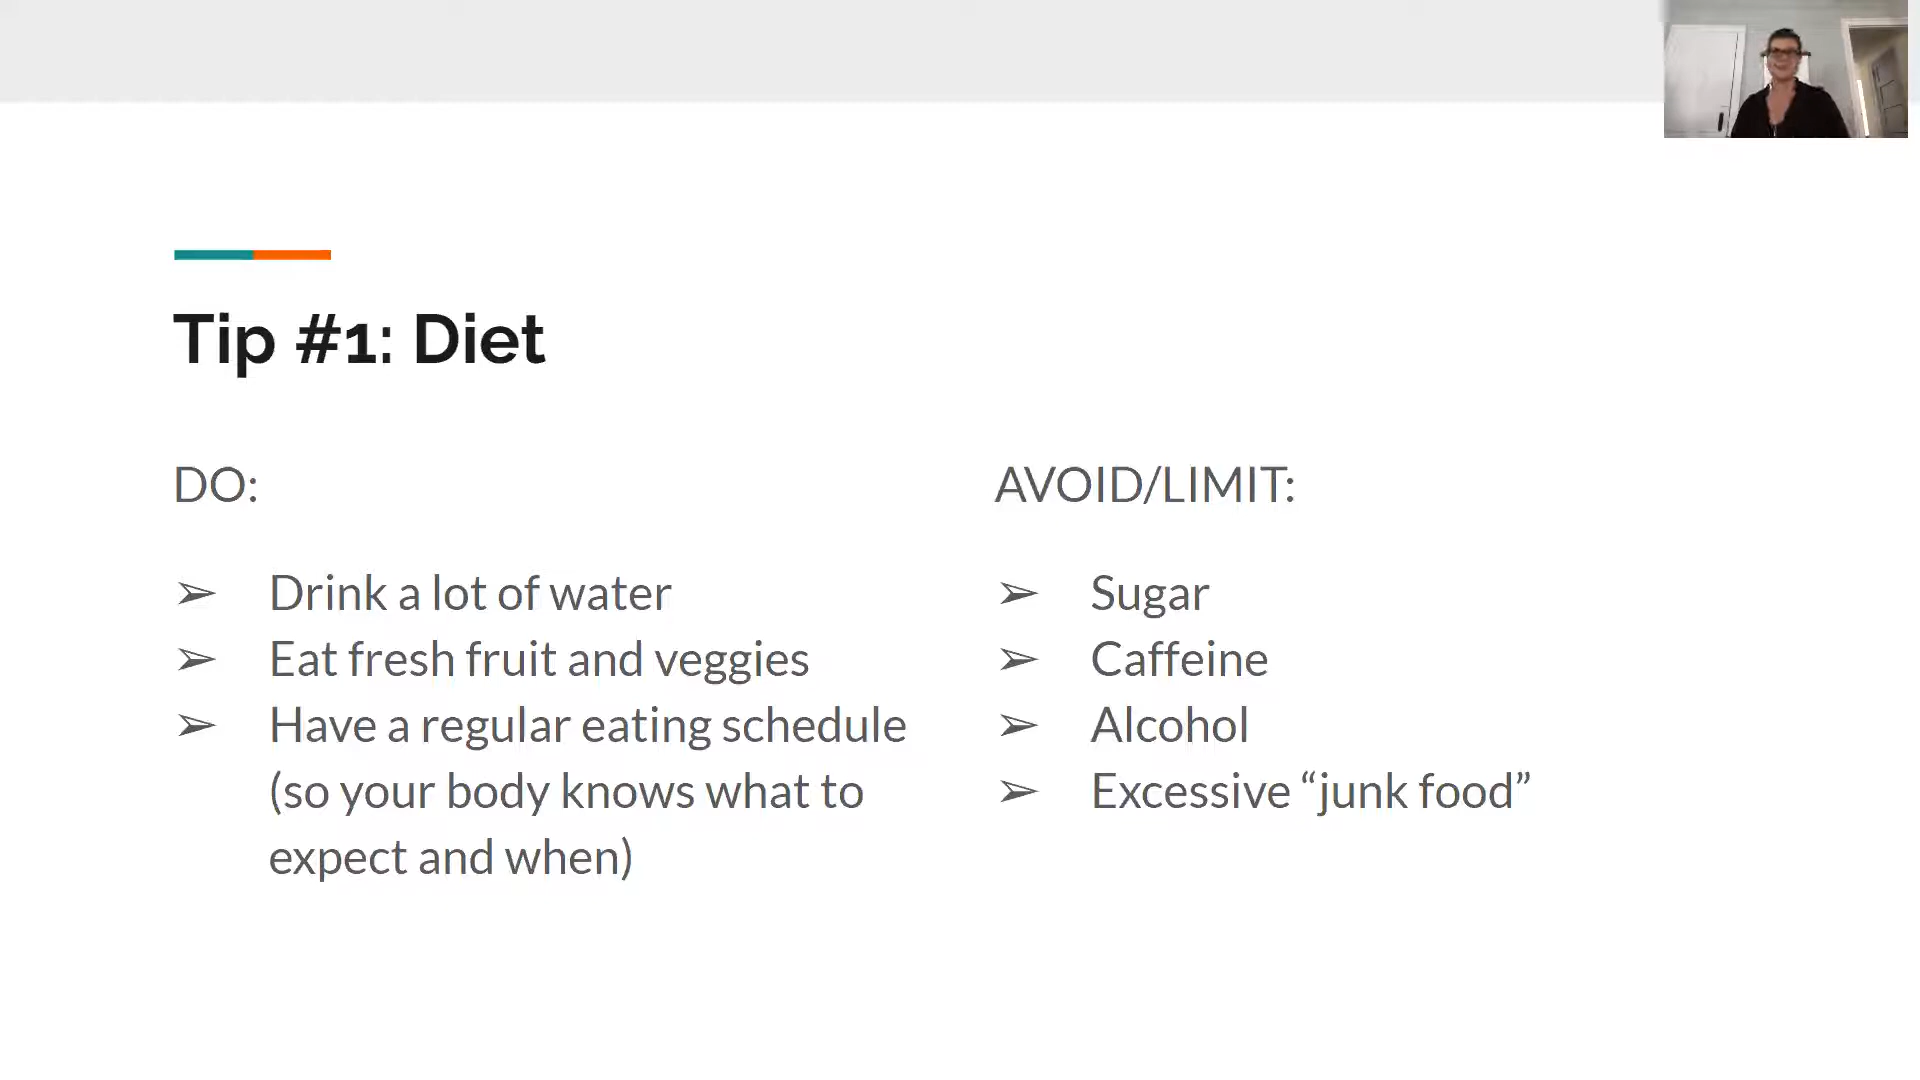 Tip #1: Diet
DO:
➢ Drink a lot of water
➢ Eat fresh fruit and veggies
➢ Have a regular eating schedule
(so your body knows what to
expect and when)
AVOID/LIMIT:
➢ Sugar
➢ Caffeine
➢ Alcohol
➢ Excessive “junk food”